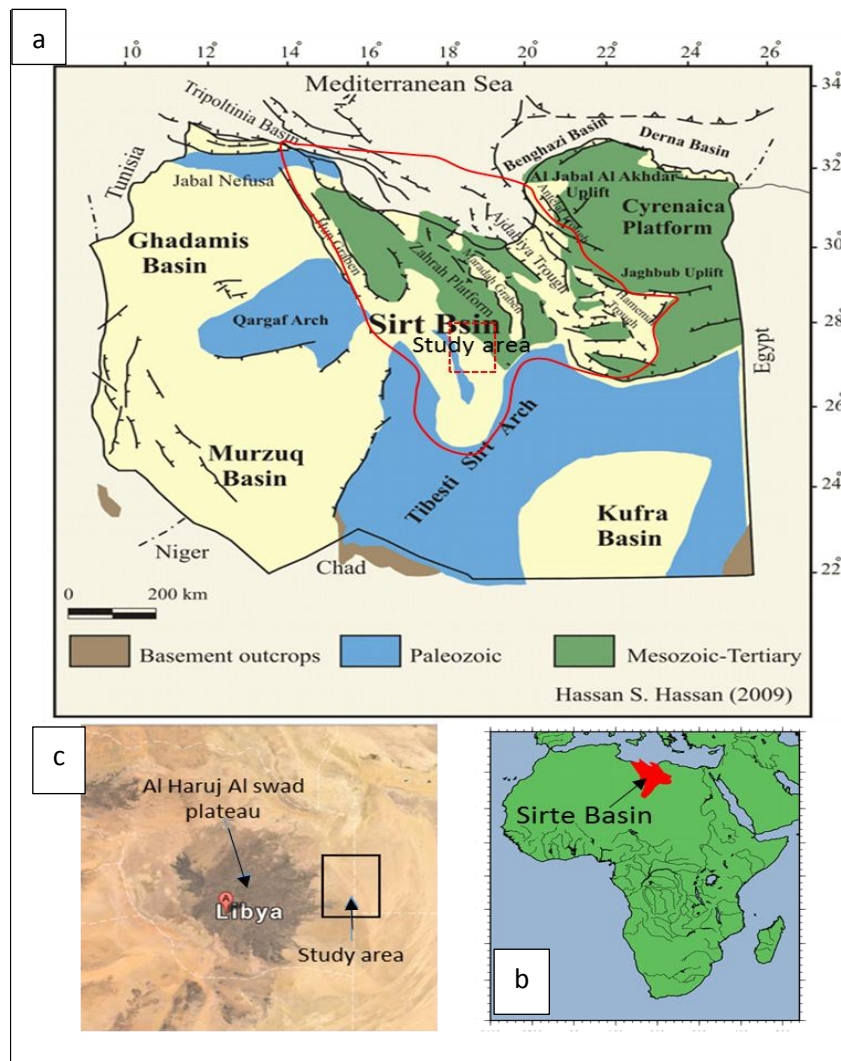 a
10 12 14 16 18 20 22 24 26
Mediterranean Sea
34°
Tripoltinia Basin
Benghazi Basin
Derna Basin
Tunisia
32°
Jabal Nefusa
Al Jabal Al Akhdar
Uplift
Cyrenaica
Platform
Ghadamis
Basin
Hun Graben
Ajdabiya Trough
30°
Zahrah Platform
Maradah Graben
Jaghbub Uplift
Trough
Qargaf Arch
Sirt Bsin
Study area
28°
Egypt
26°
Murzuq
Basin
Tibesti Sirt Arch
24°
Kufra
Basin
Niger
Chad
22°
0 200 km
Basement outcrops
Paleozoic
Mesozoic-Tertiary
Hassan S. Hassan (2009)
c
Al Haruj Al swad
plateau
A
Libya
Study area
Sirte Basin
b